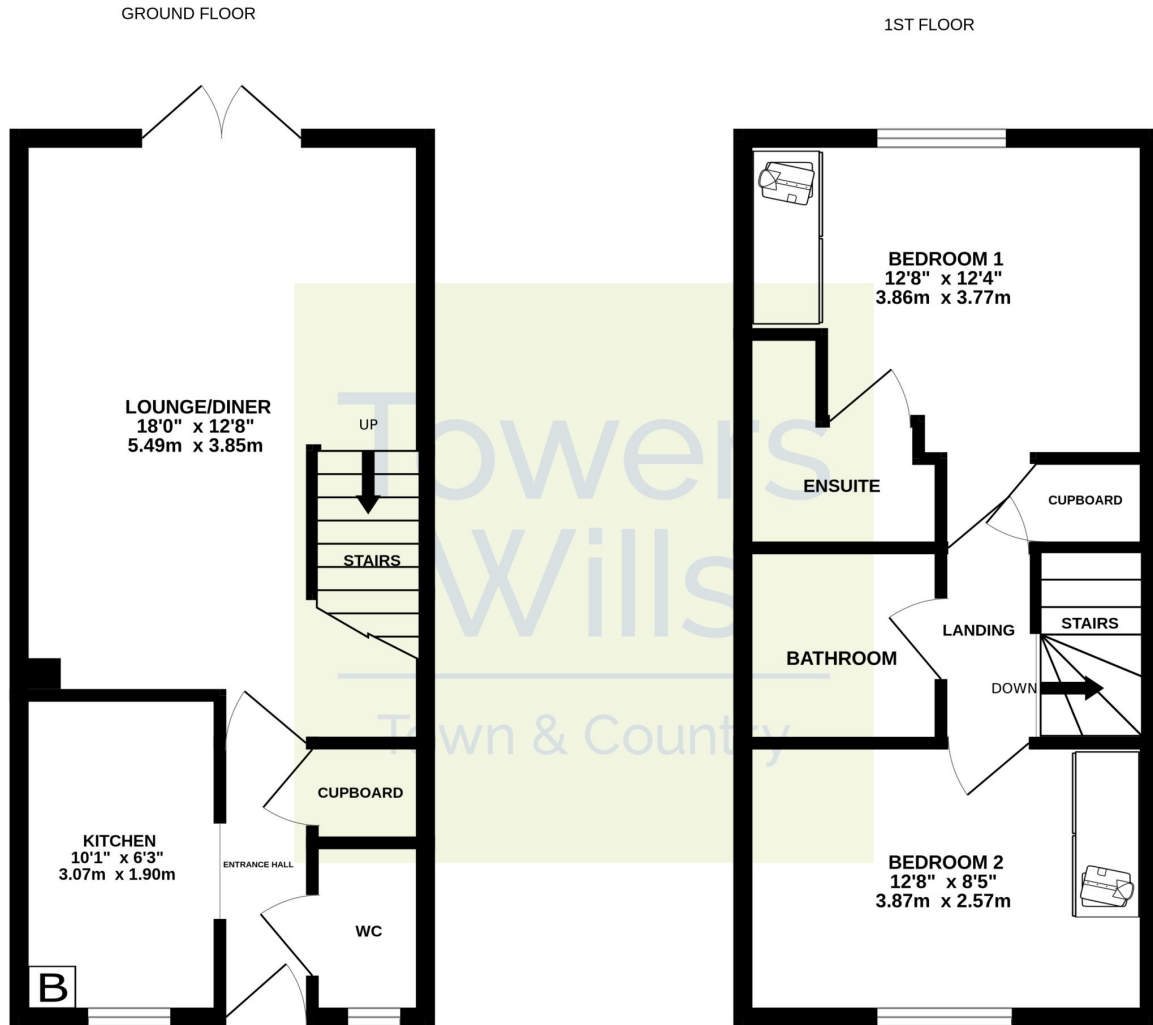 GROUND FLOOR
1ST FLOOR
LOUNGE/DINER
18'0" x 12'8"
5.49m x 3.85m
UP
STAIRS
KITCHEN
10'1" x 6'3"
3.07m x 1.90m
ENTRANCE HALL
CUPBOARD
WC
B
BEDROOM 1
12'8" x 12'4"
3.86m x 3.77m
ENSUITE
CUPBOARD
BATHROOM
LANDING
STAIRS
DOWN
BEDROOM 2
12'8" x 8'5"
3.87m x 2.57m
Towers
Wills
Town & Country